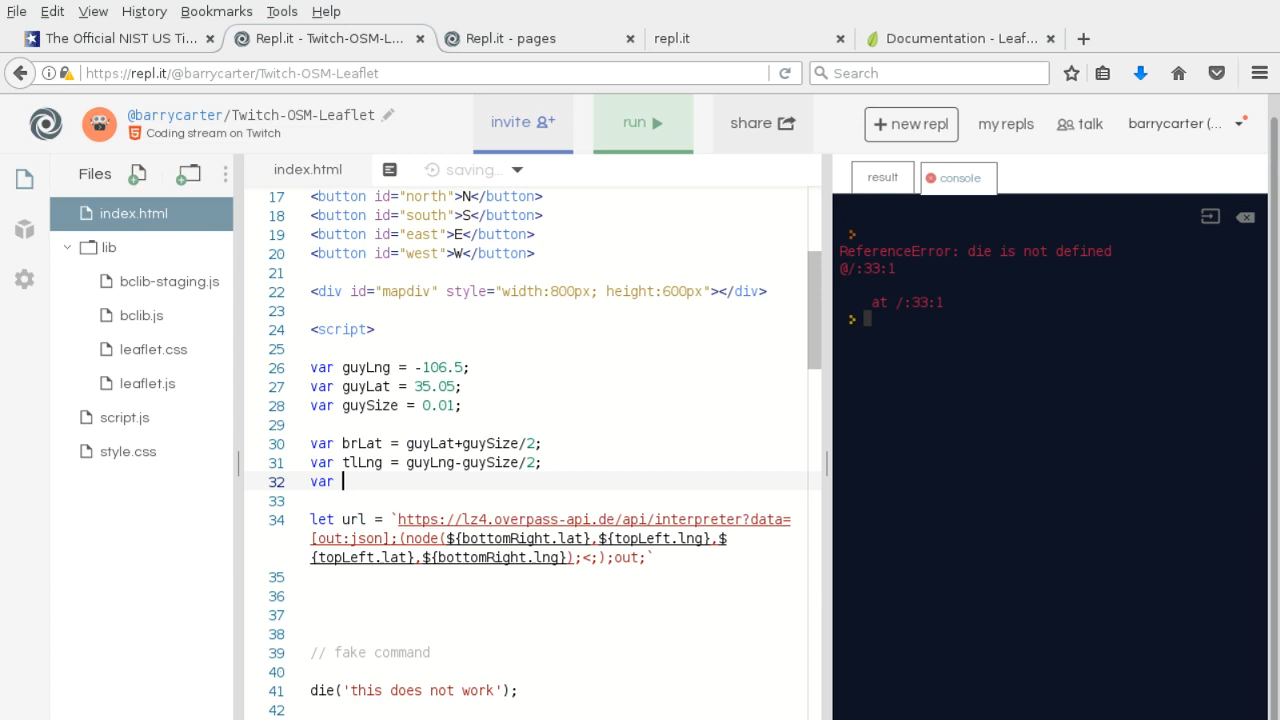 File Edit View History Bookmarks Tools Help
The Official NIST US Ti... Repl.it - Twitch-OSM-L... Repl.it - pages repl.it Documentation - Leaf...
https://repl.it/@barrycarter/Twitch-OSM-Leaflet Search
@barrycarter/Twitch-OSM-Leaflet
Coding stream on Twitch
invite run share + new repl my repls talk barrycarter (...
Files index.html saving... result console
index.html
lib
bclib-staging.js
bclib.js
leaflet.css
leaflet.js
script.js
style.css
17 <button id="north">N</button>
18 <button id="south">S</button>
19 <button id="east">E</button>
20 <button id="west">W</button>
21
22 <div id="mapdiv" style="width:800px; height:600px"></div>
23
24 <script>
25
26 var guyLng = -106.5;
27 var guyLat = 35.05;
28 var guySize = 0.01;
29
30 var brLat = guyLat+guySize/2;
31 var tlLng = guyLng-guySize/2;
32 var
33
34 let url = `https://lz4.overpass-api.de/api/interpreter?data=
[out:json];(node(${bottomRight.lat},${topLeft.lng},$
{topLeft.lat},${bottomRight.lng});<;);out;`
35
36
37
38
39 // fake command
40
41 die('this does not work');
42
>
ReferenceError: die is not defined
@/:33:1
at /:33:1
>